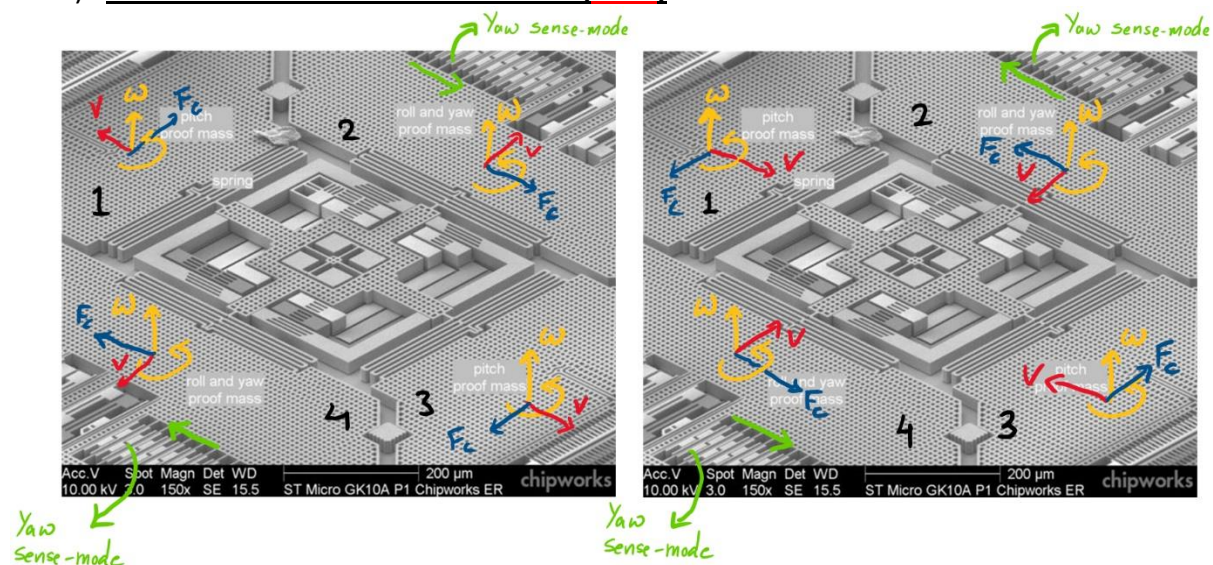 Yaw sense-mode
V
ω
Fc
pitch
proof mass
2
roll and yaw
proof mass
ω
V
Fc
spring
1
Fc
ω
V
roll and yaw
proof mass
4
3
pitch
proof mass
ω
V
Fc
Acc.V Spot Magn Det WD 200 µm chipworks
10.00 kV 3.0 150x SE 15.5 ST Micro GK10A P1 Chipworks ER
Yaw
sense-mode
Yaw sense-mode
ω
pitch
proof mass
V
Fc
1
2
roll and yaw
proof mass
ω
Fc
V
spring
ω
V
roll and yaw
proof mass
Fc
4
3
pitch
proof mass
V
ω
Fc
Acc.V Spot Magn Det WD 200 µm chipworks
10.00 kV 3.0 150x SE 15.5 ST Micro GK10A P1 Chipworks ER
Yaw
sense-mode